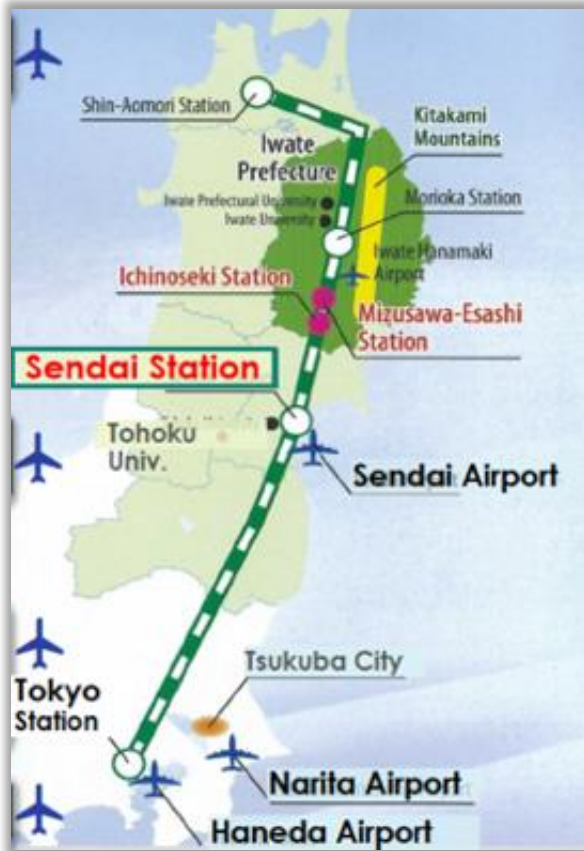 Shin-Aomori Station
Kitakami
Mountains
Iwate
Prefecture
Iwate Prefectural University
Iwate University
Morioka Station
Iwate Hanamaki
Airport
Ichinoseki Station
Mizusawa-Esashi
Station
Sendai Station
Tohoku
Univ.
Sendai Airport
Tsukuba City
Tokyo
Station
Narita Airport
Haneda Airport